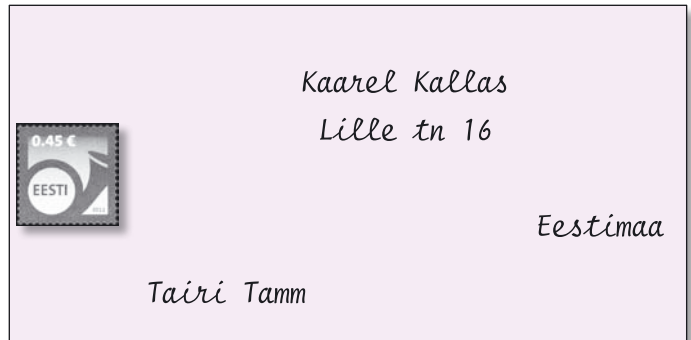 Kaarel Kallas
Lille tn 16
0.45 €
EESTI
Eestimaa
Tairi Tamm